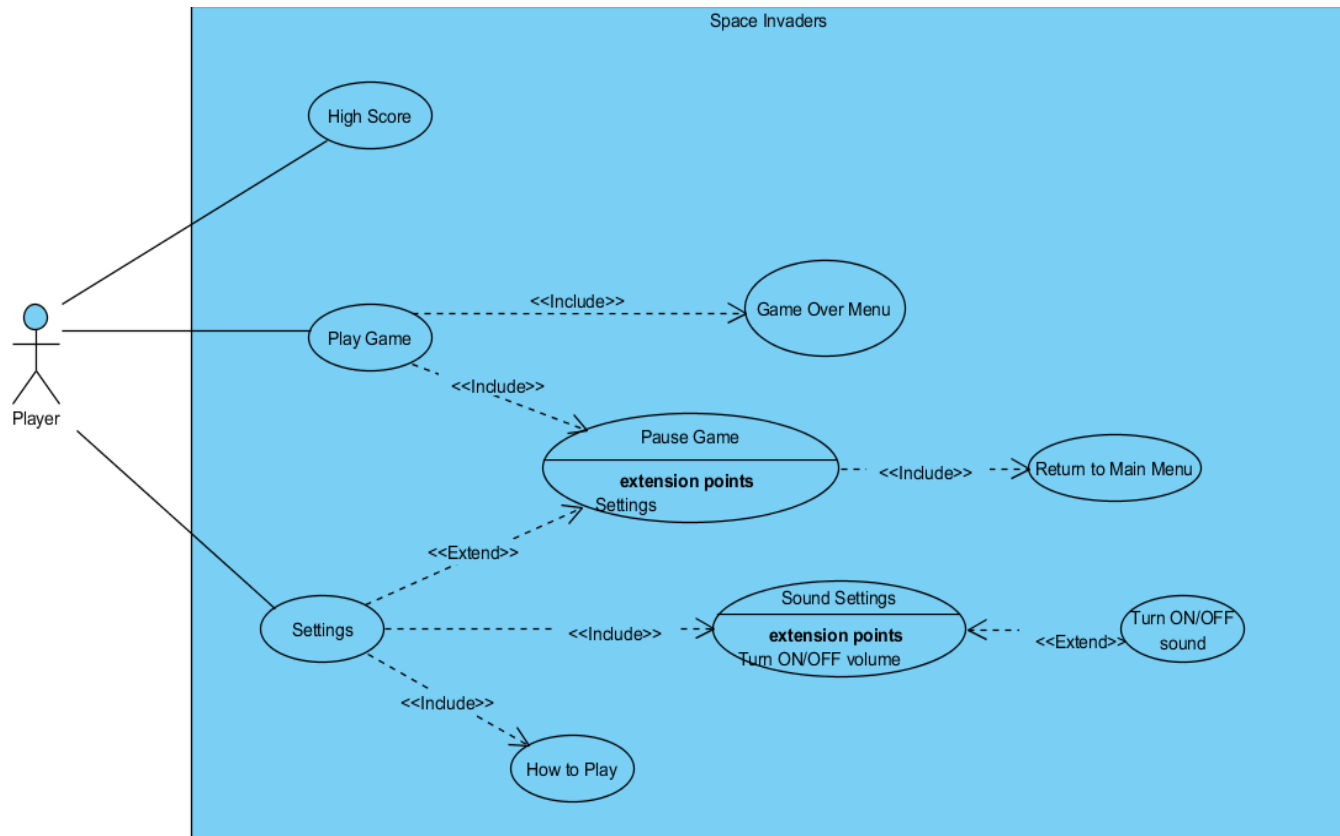 Space Invaders
High Score
<<Include>>
Game Over Menu
Play Game
<<Include>>
Player
Pause Game
extension points
Settings
<<Include>>
Return to Main Menu
<<Extend>>
Settings
<<Include>>
Sound Settings
extension points
Turn ON/OFF volume
<<Extend>>
Turn ON/OFF
sound
<<Include>>
How to Play